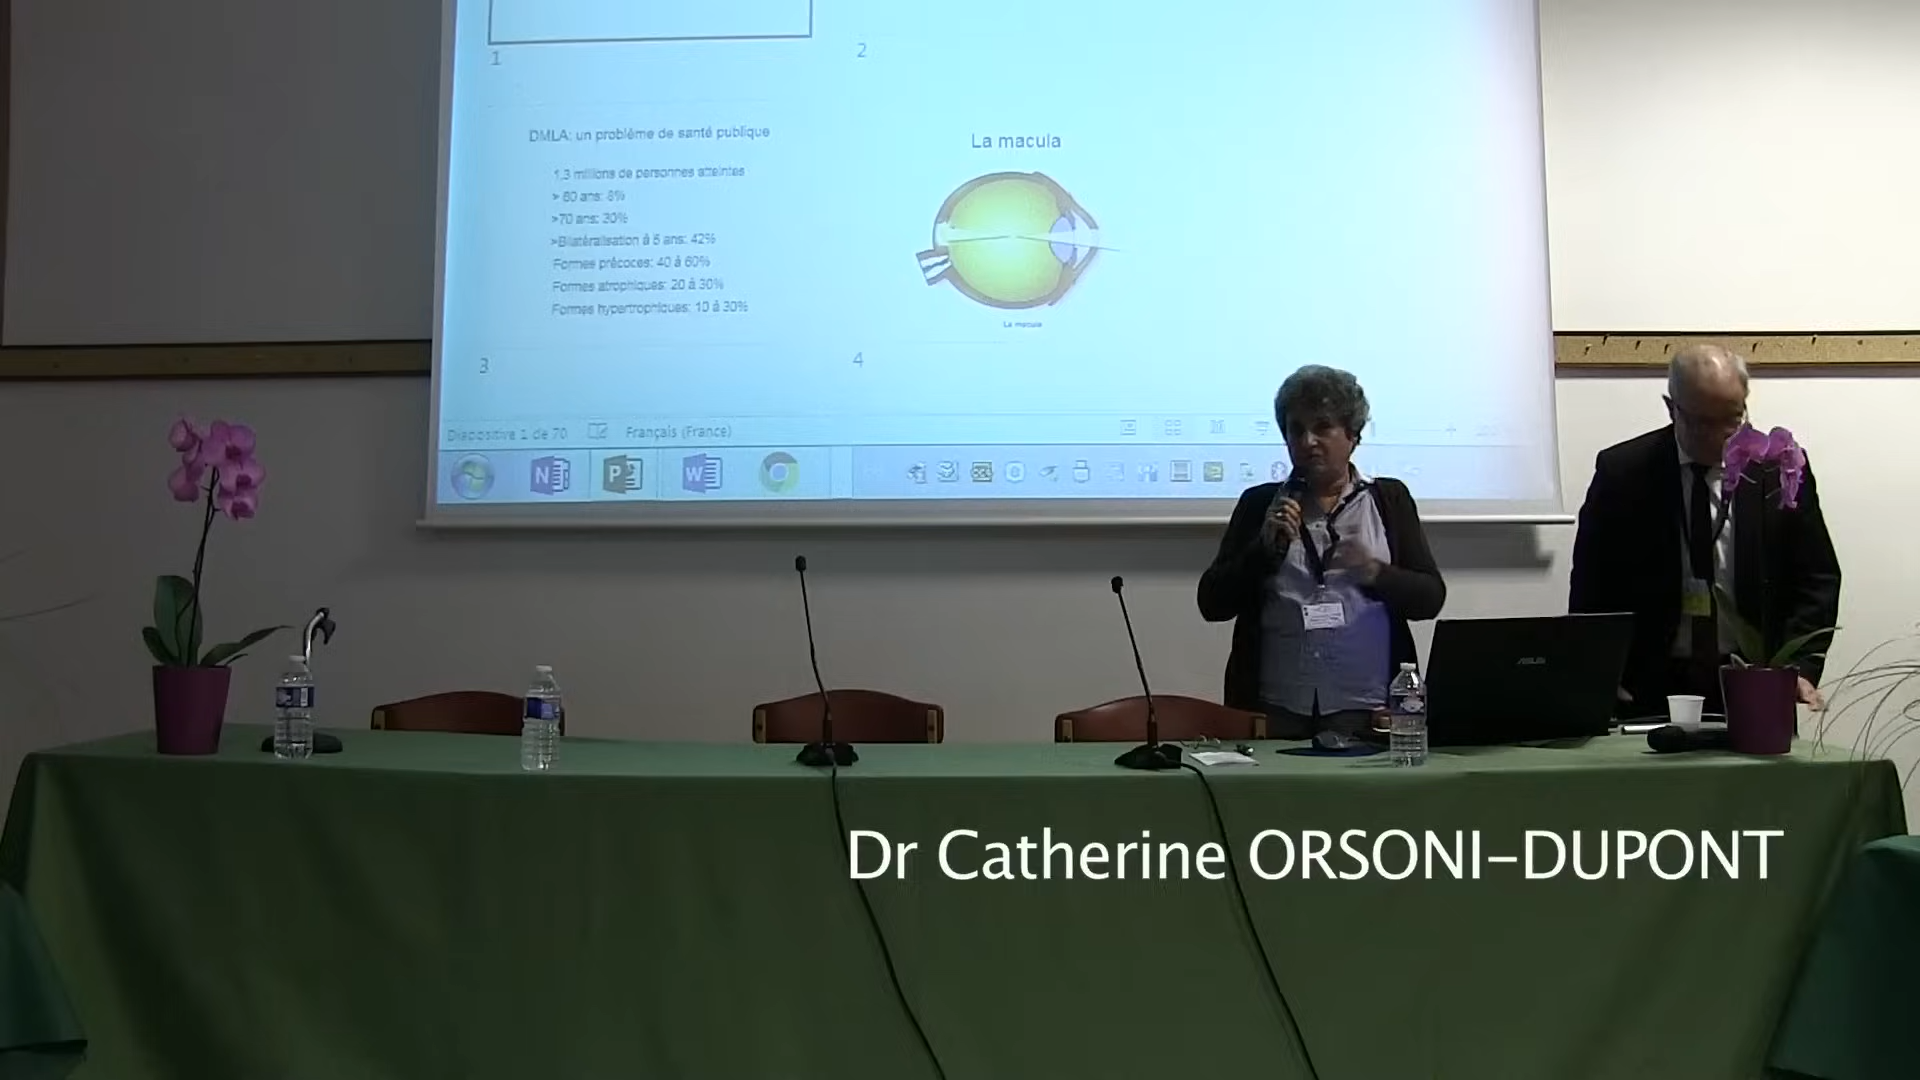 1
2
DMLA: un problème de santé publique
1,3 millions de personnes atteintes
> 60 ans: 8%
>70 ans: 30%
>Bilatéralisation à 5 ans: 42%
Formes précoces: 40 à 60%
Formes atrophiques: 20 à 30%
Formes hypertrophiques: 10 à 30%
La macula
La macula
3
4
Diapositive 1 de 70
Français (France)
N
P
W
ASUS
Dr Catherine ORSONI-DUPONT